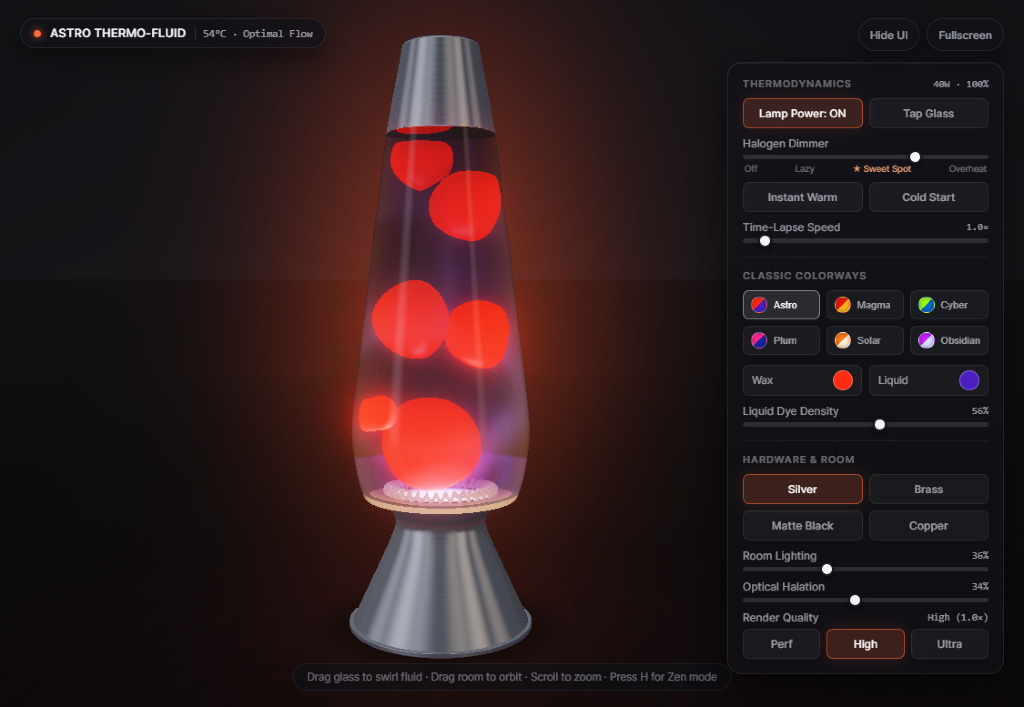 ASTRO THERMO-FLUID 54°C · Optimal Flow
Hide UI Fullscreen
THERMODYNAMICS 40W · 100%
Lamp Power: ON Tap Glass
Halogen Dimmer
Off Lazy ★ Sweet Spot Overheat
Instant Warm Cold Start
Time-Lapse Speed 1.0×
CLASSIC COLORWAYS
Astro Magma Cyber
Plum Solar Obsidian
Wax Liquid
Liquid Dye Density 56%
HARDWARE & ROOM
Silver Brass
Matte Black Copper
Room Lighting 36%
Optical Halation 34%
Render Quality High (1.0×)
Perf High Ultra
Drag glass to swirl fluid · Drag room to orbit · Scroll to zoom · Press H for Zen mode